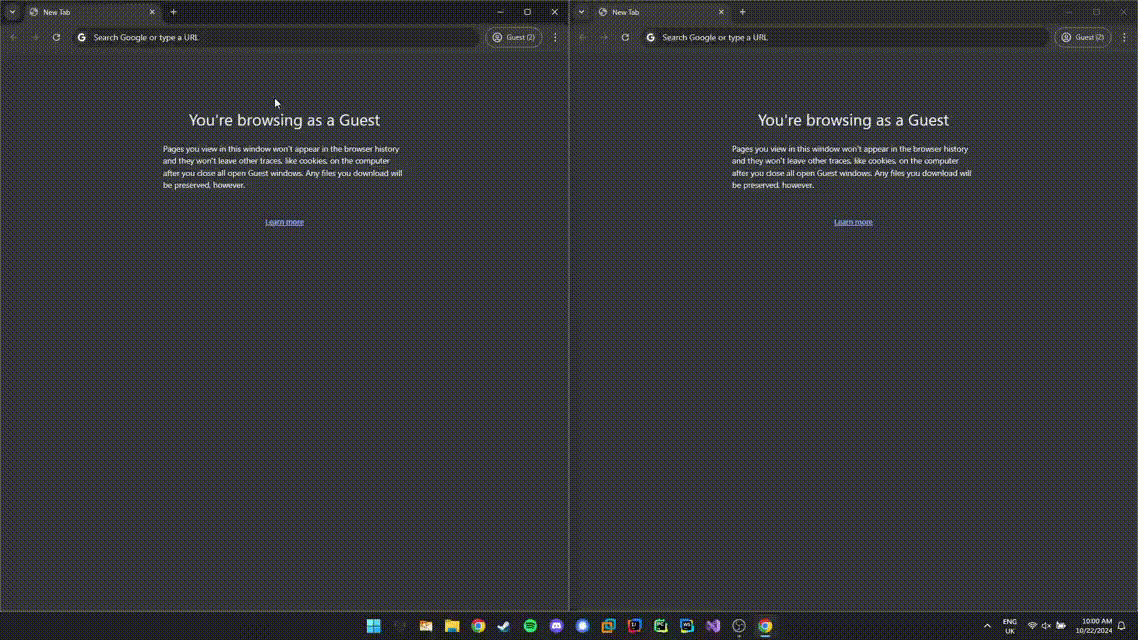 New Tab
Search Google or type a URL
Guest (2)
You're browsing as a Guest
Pages you view in this window won't appear in the browser history
and they won't leave other traces, like cookies, on the computer
after you close all open Guest windows. Any files you download will
be preserved, however.
Learn more
New Tab
Search Google or type a URL
Guest (2)
You're browsing as a Guest
Pages you view in this window won't appear in the browser history
and they won't leave other traces, like cookies, on the computer
after you close all open Guest windows. Any files you download will
be preserved, however.
Learn more
ENG
UK
10:00 AM
10/22/2024